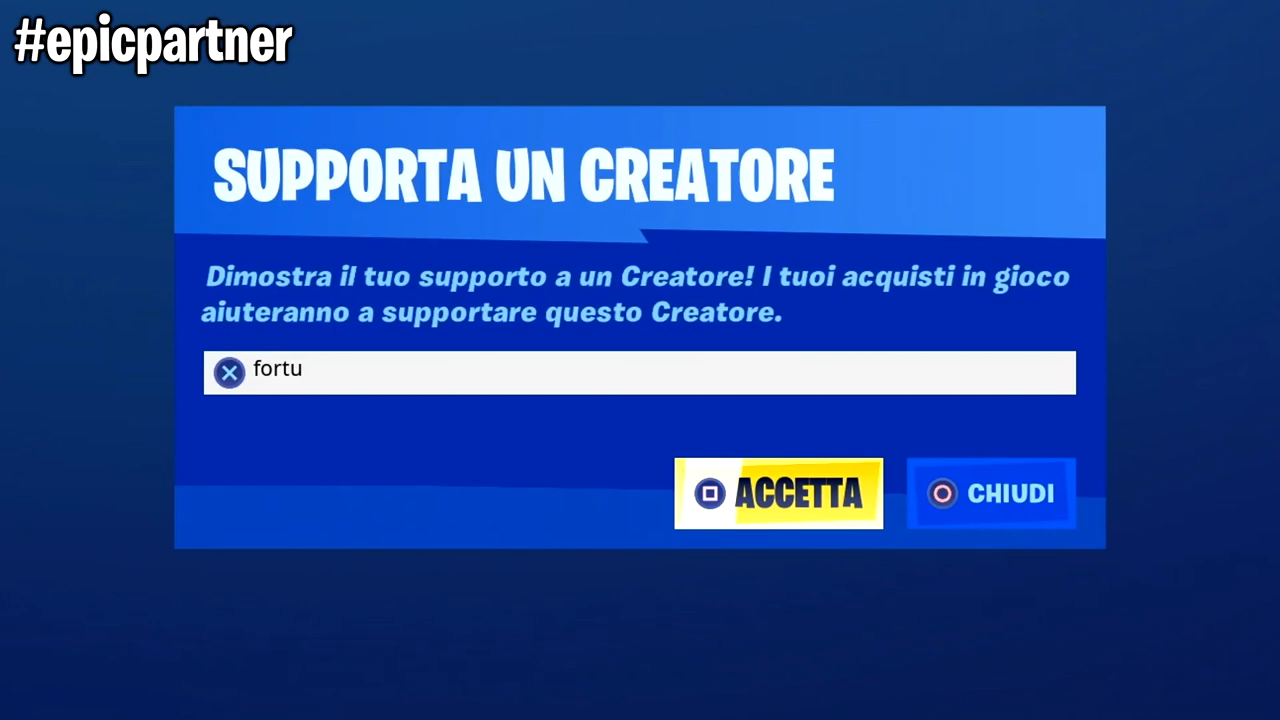 #epicpartner
SUPPORTA UN CREATORE
Dimostra il tuo supporto a un Creatore! I tuoi acquisti in gioco
aiuteranno a supportare questo Creatore.
fortu
ACCETTA
CHIUDI